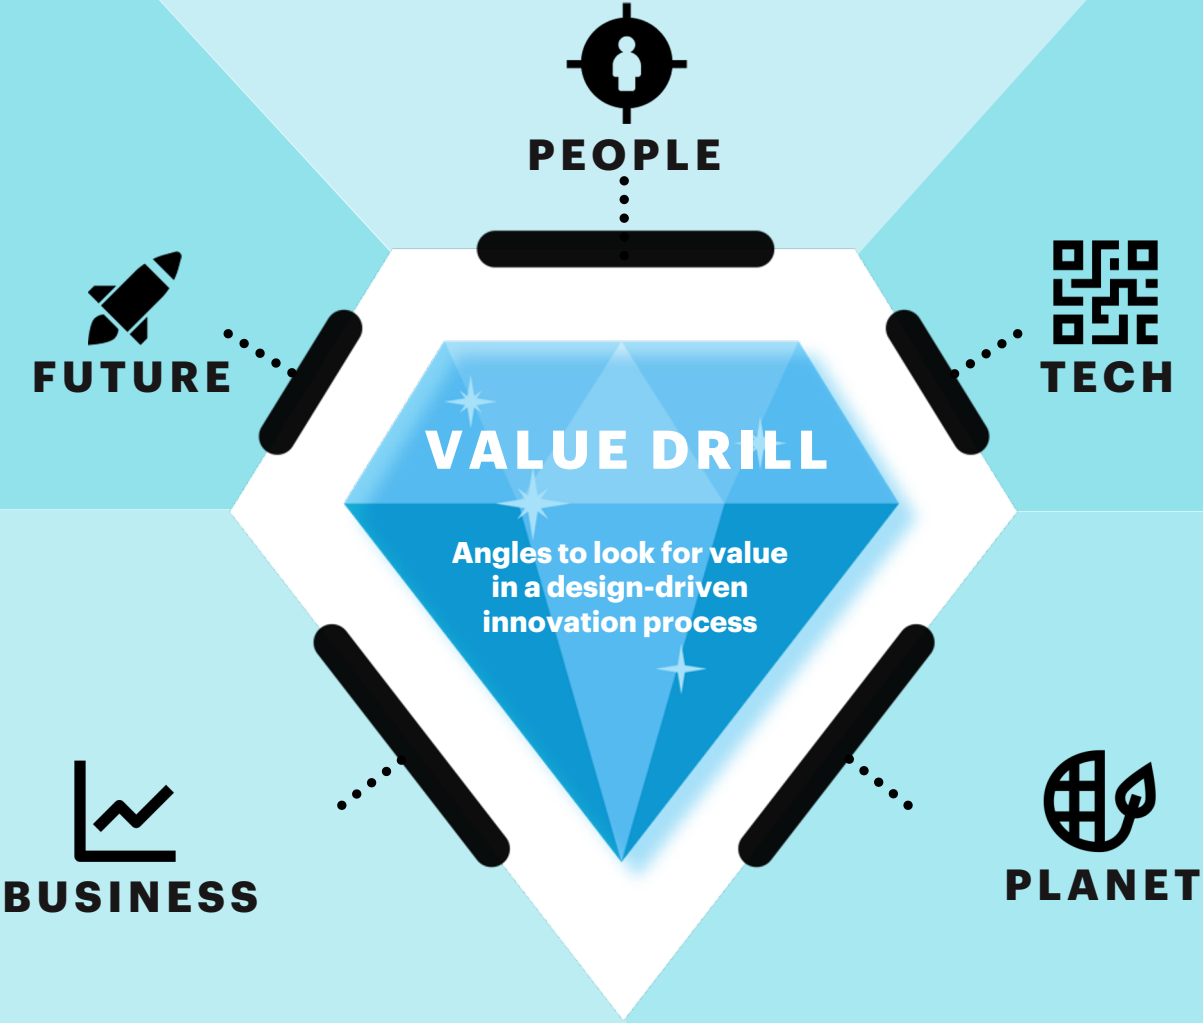 PEOPLE
FUTURE
TECH
VALUE DRILL
Angles to look for value
in a design-driven
innovation process
BUSINESS
PLANET